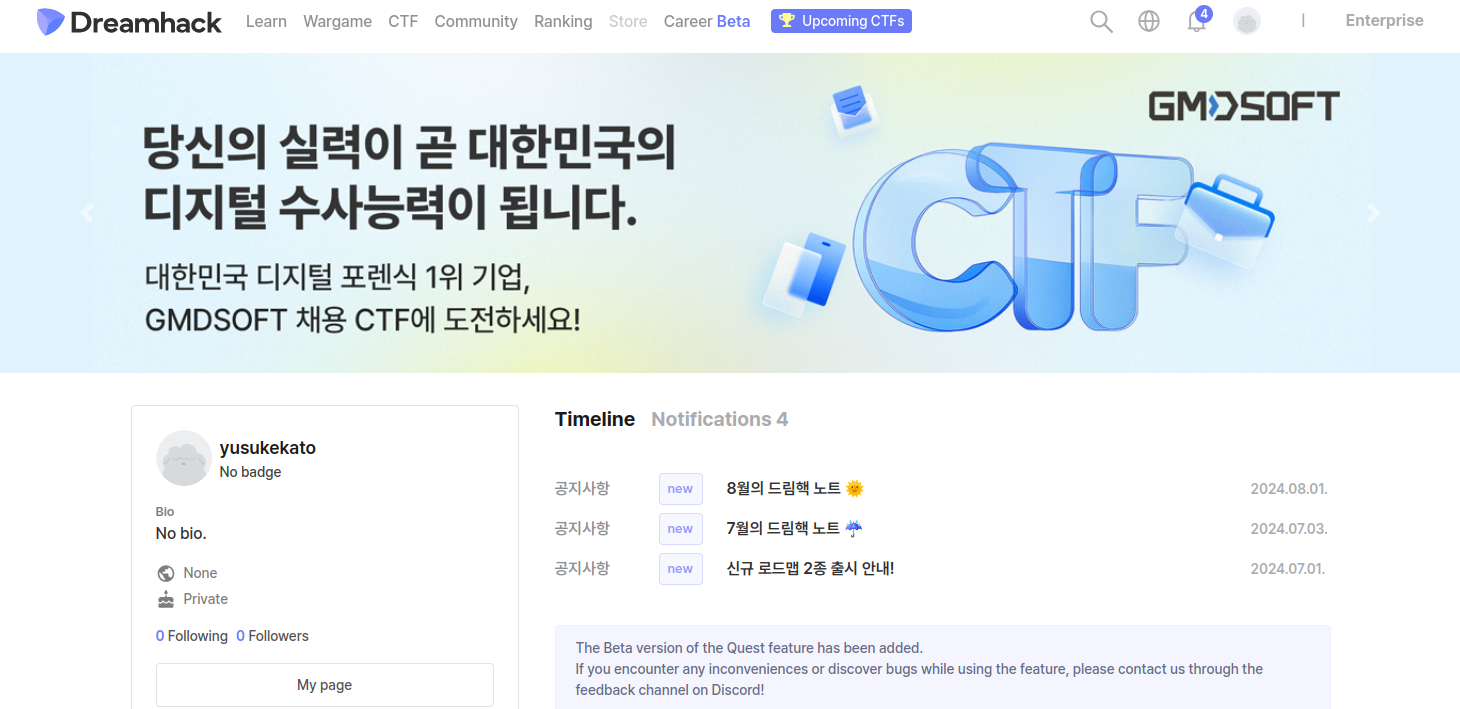 Dreamhack Learn Wargame CTF Community Ranking Store Career Beta 🏆 Upcoming CTFs 4 | Enterprise
GMDSOFT
당신의 실력이 곧 대한민국의
디지털 수사능력이 됩니다.
대한민국 디지털 포렌식 1위 기업,
GMDSOFT 채용 CTF에 도전하세요!
CTF
yusukekato
No badge
Bio
No bio.
None
Private
0 Following 0 Followers
My page
Timeline Notifications 4
공지사항 new 8월의 드림핵 노트 🌞 2024.08.01.
공지사항 new 7월의 드림핵 노트 ☔ 2024.07.03.
공지사항 new 신규 로드맵 2종 출시 안내! 2024.07.01.
The Beta version of the Quest feature has been added.
If you encounter any inconveniences or discover bugs while using the feature, please contact us through the
feedback channel on Discord!